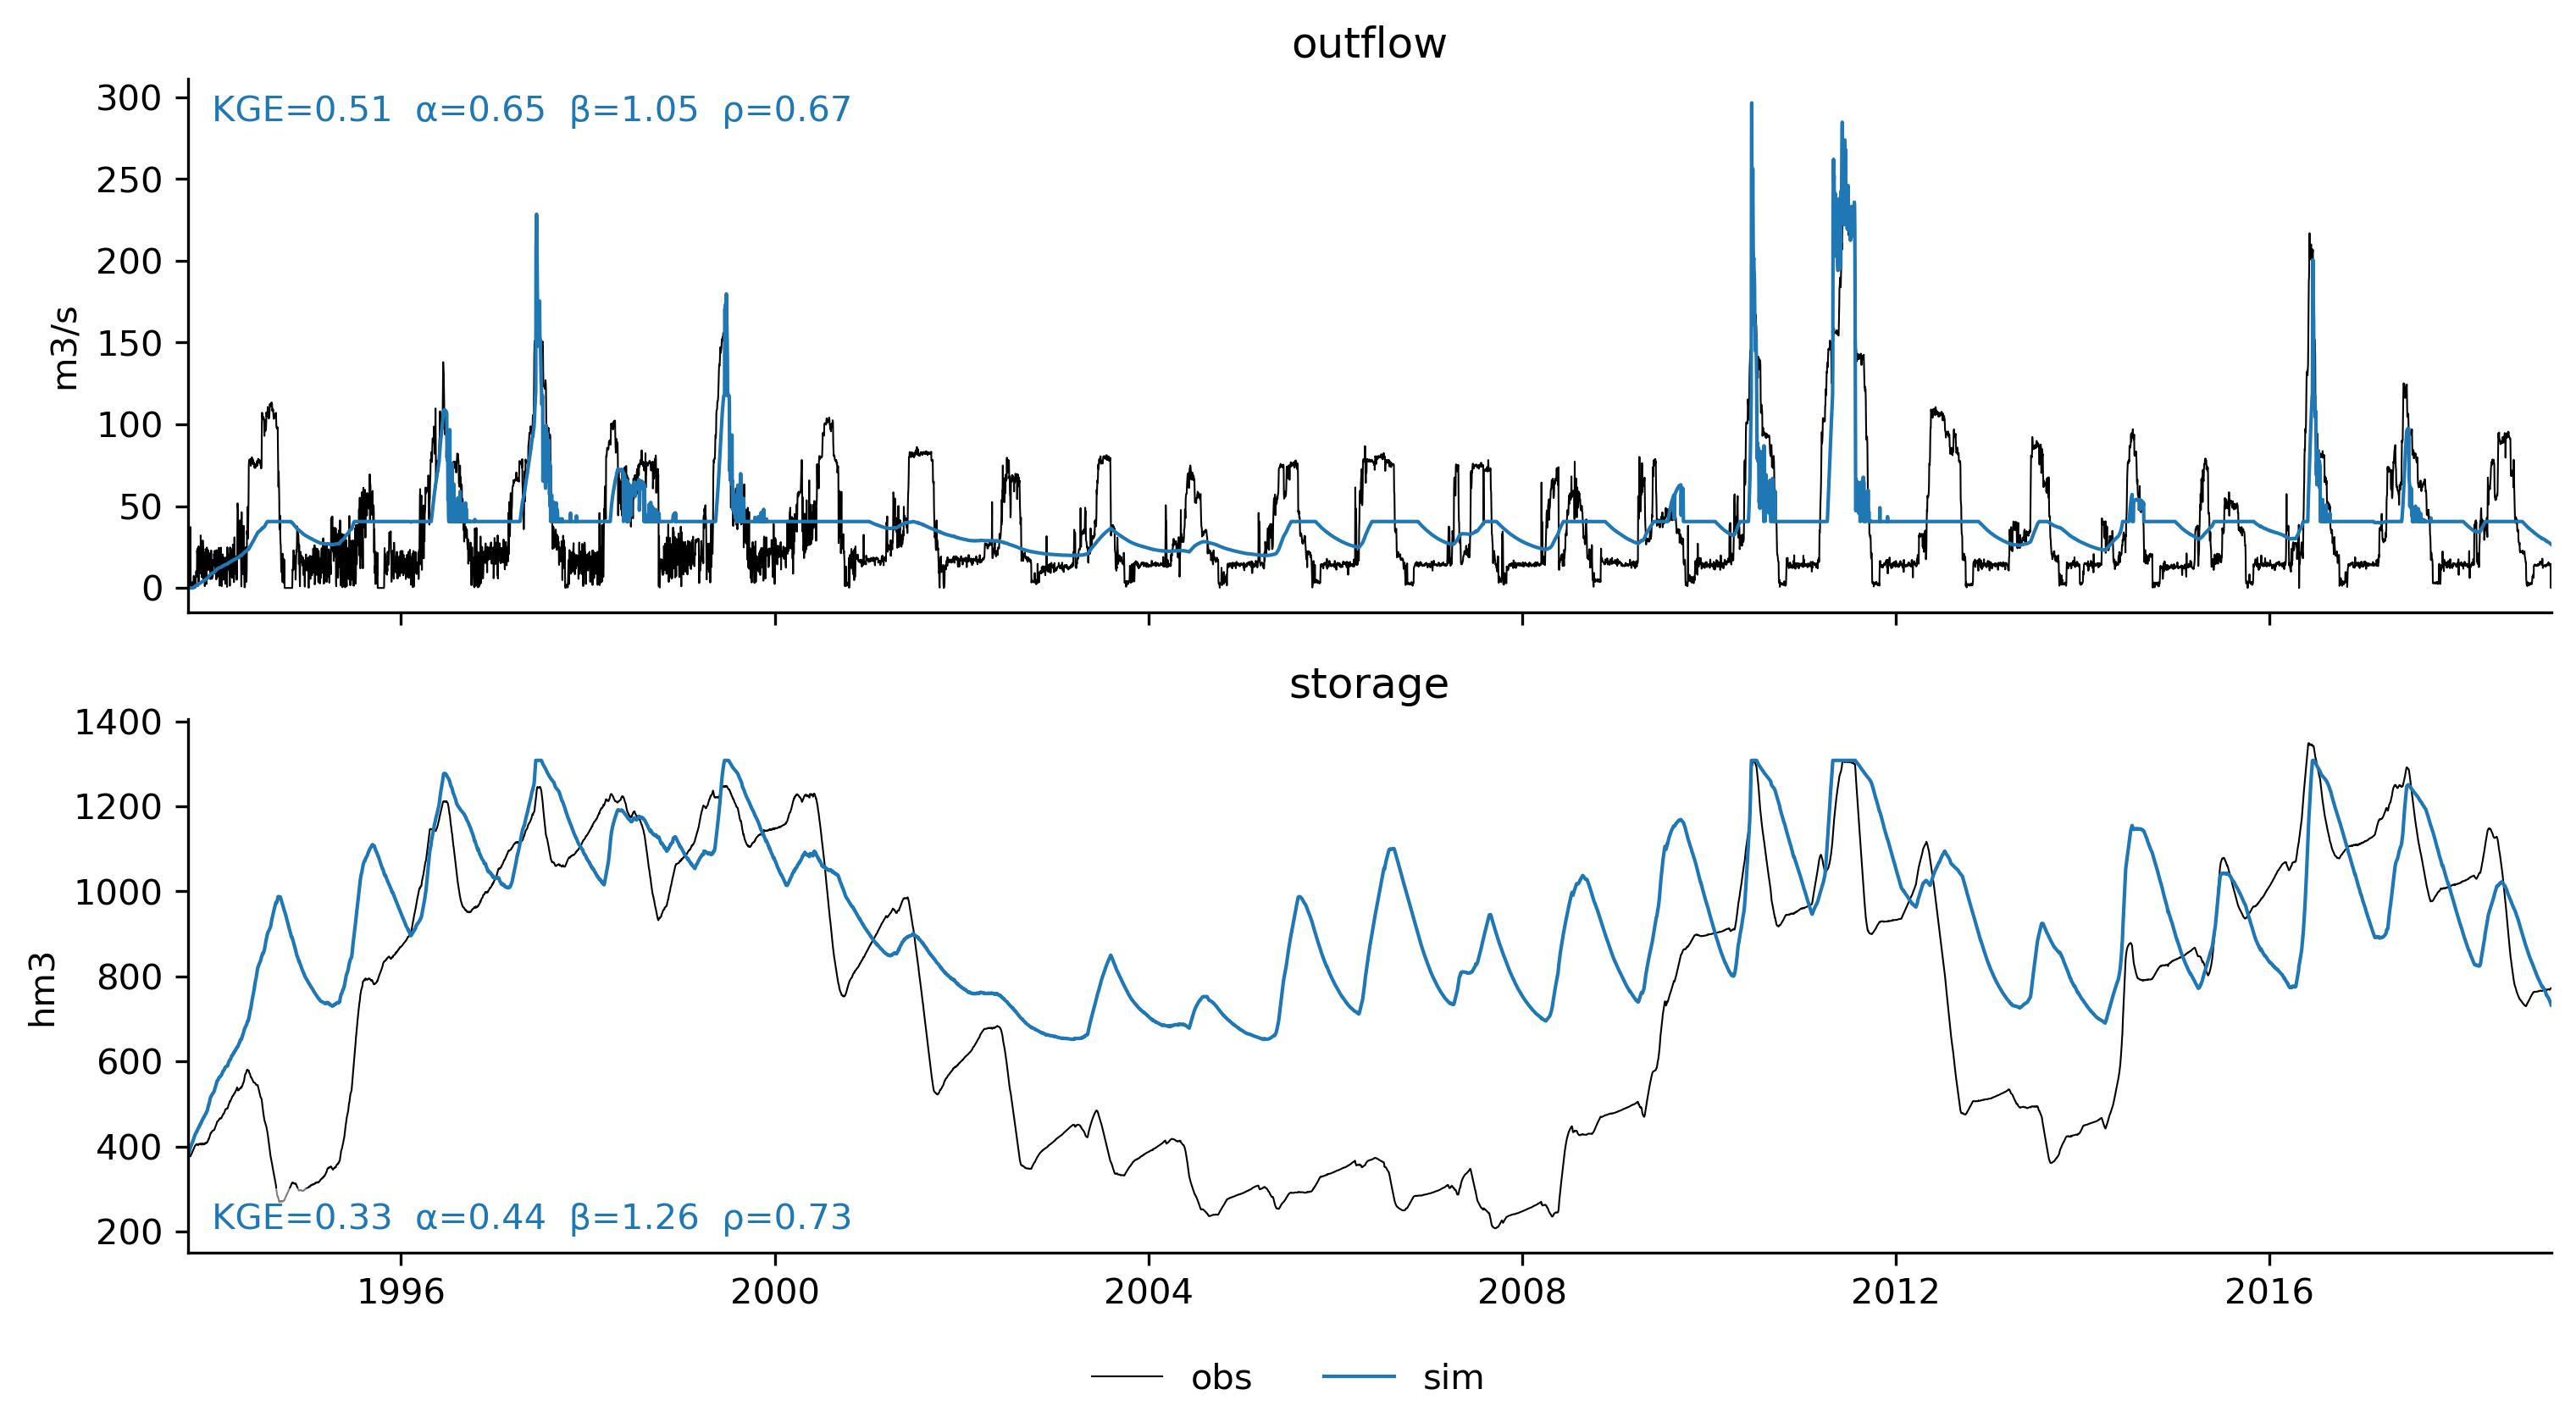 outflow
300
250
200
150
100
50
0
m3/s
KGE=0.51 α=0.65 β=1.05 ρ=0.67
storage
1400
1200
1000
800
600
400
200
hm3
KGE=0.33 α=0.44 β=1.26 ρ=0.73
1996 2000 2004 2008 2012 2016
obs sim